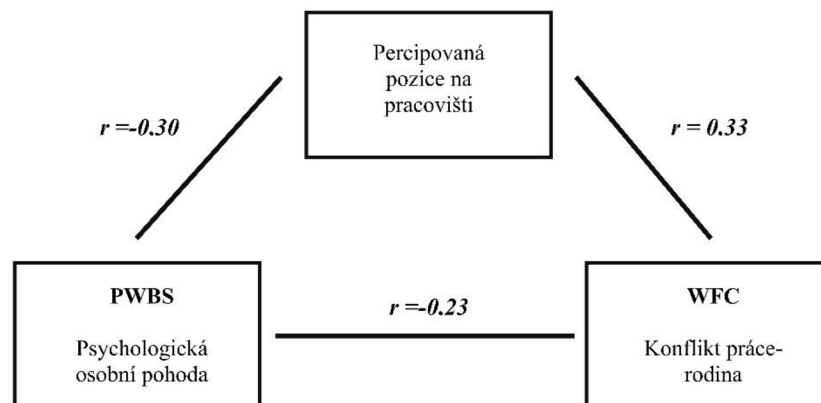 Percipovaná
pozice na
pracovišti
r =-0.30
r = 0.33
PWBS
Psychologická
osobní pohoda
r=-0.23
WFC
Konflikt práce-
rodina